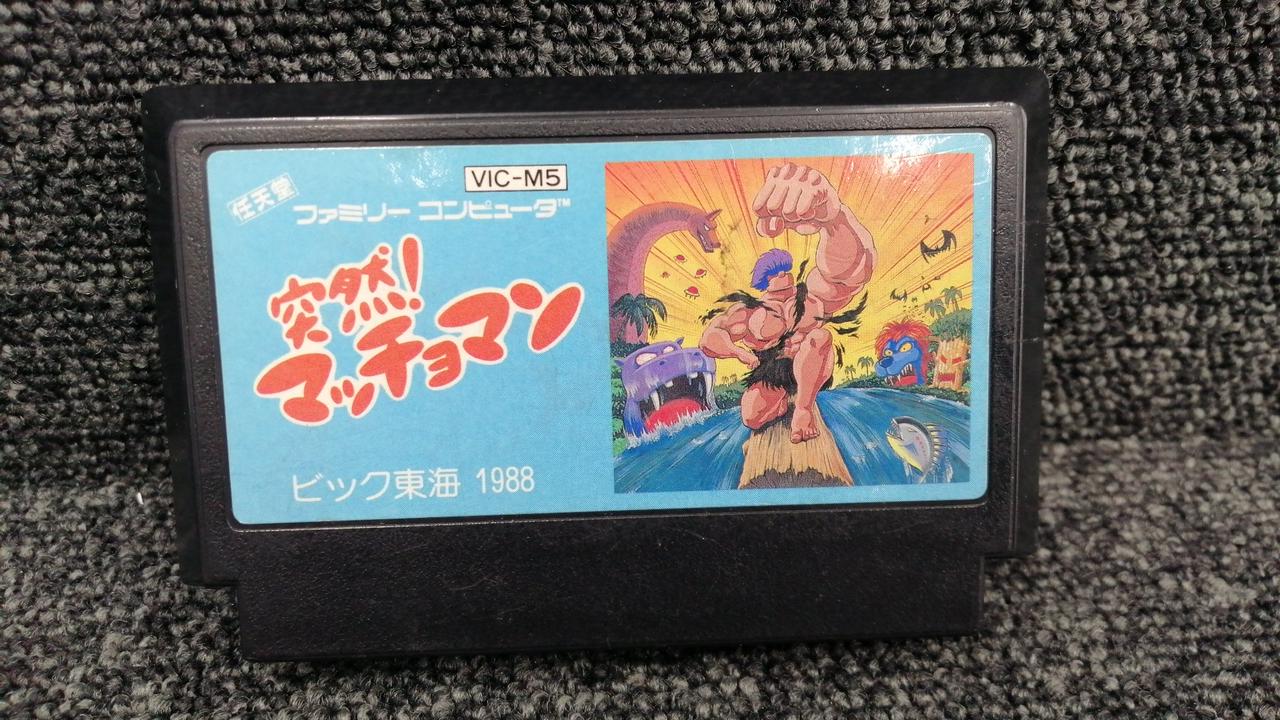 VIC-M5
任天堂
ファミリー コンピュータ™
突然!
マッチョマン
ビック東海 1988